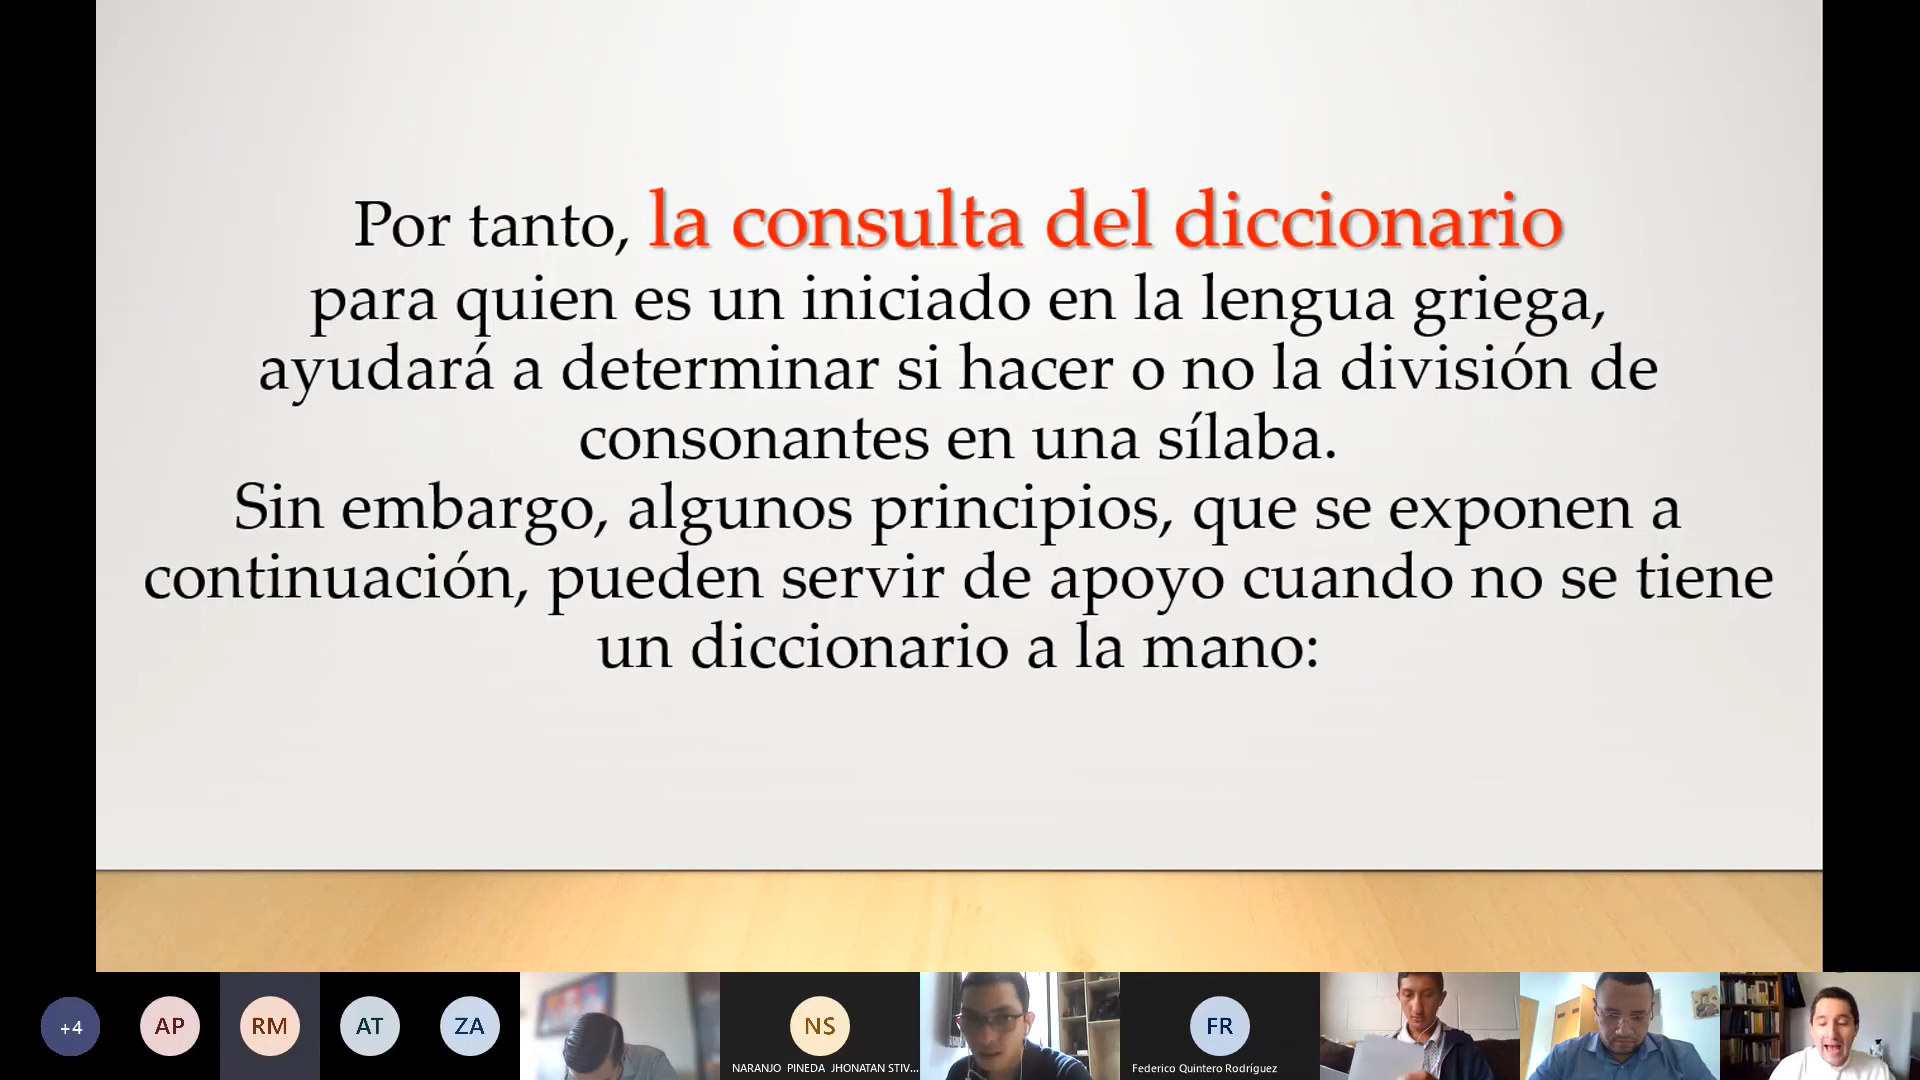 Por tanto, la consulta del diccionario
para quien es un iniciado en la lengua griega,
ayudará a determinar si hacer o no la división de
consonantes en una sílaba.
Sin embargo, algunos principios, que se exponen a
continuación, pueden servir de apoyo cuando no se tiene
un diccionario a la mano:
+4
AP
RM
AT
ZA
NS
NARANJO PINEDA JHONATAN STIV...
FR
Federico Quintero Rodríguez